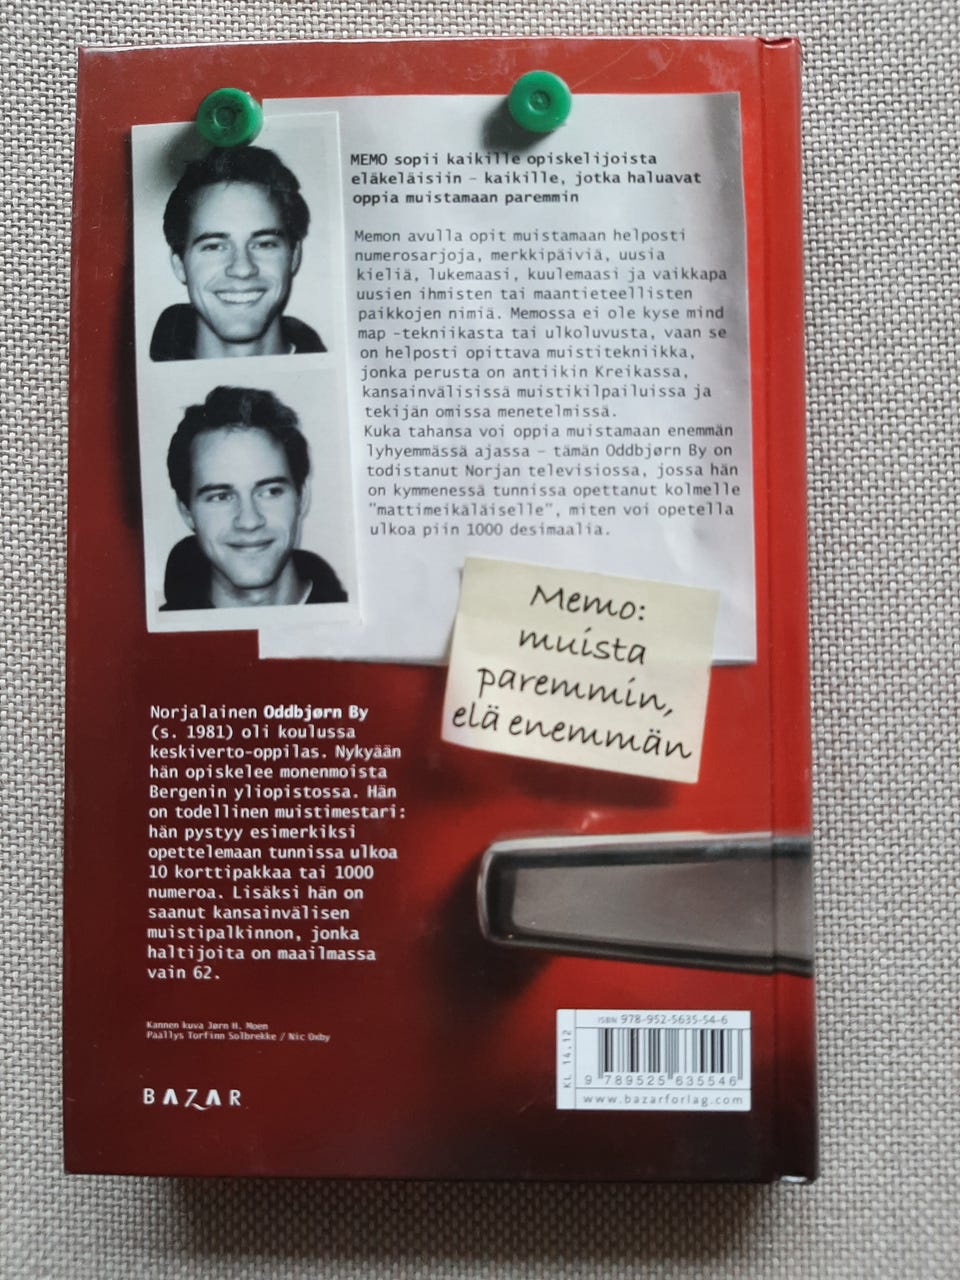 MEMO sopii kaikille opiskelijoista
eläkeläisiin – kaikille, jotka haluavat
oppia muistamaan paremmin
Memon avulla opit muistamaan helposti
numerosarjoja, merkkipäiviä, uusia
kieliä, lukemaasi, kuulemaasi ja vaikkapa
uusien ihmisten tai maantieteellisten
paikkojen nimiä. Memossa ei ole kyse mind
map -tekniikasta tai ulkoluvusta, vaan se
on helposti opittava muistitekniikka,
jonka perusta on antiikin Kreikassa,
kansainvälisissä muistikilpailuissa ja
tekijän omissa menetelmissä.
Kuka tahansa voi oppia muistamaan enemmän
lyhyemmässä ajassa – tämän Oddbjørn By on
todistanut Norjan televisiossa, jossa hän
on kymmenessä tunnissa opettanut kolmelle
"mattimeikäläiselle", miten voi opetella
ulkoa piin 1000 desimaalia.
Memo:
muista
paremmin,
elä enemmän
Norjalainen Oddbjørn By
(s. 1981) oli koulussa
keskiverto-oppilas. Nykyään
hän opiskelee monenmoista
Bergenin yliopistossa. Hän
on todellinen muistimestari:
hän pystyy esimerkiksi
opettelemaan tunnissa ulkoa
10 korttipakkaa tai 1000
numeroa. Lisäksi hän on
saanut kansainvälisen
muistipalkinnon, jonka
haltijoita on maailmassa
vain 62.
Kannen kuva Jørn H. Moen
Päällys Torfinn Solbrekke / Nic Oxby
BAZAR
KL 14.12
ISBN 978-952-5635-54-6
9 789525 635546
www.bazarforlag.com